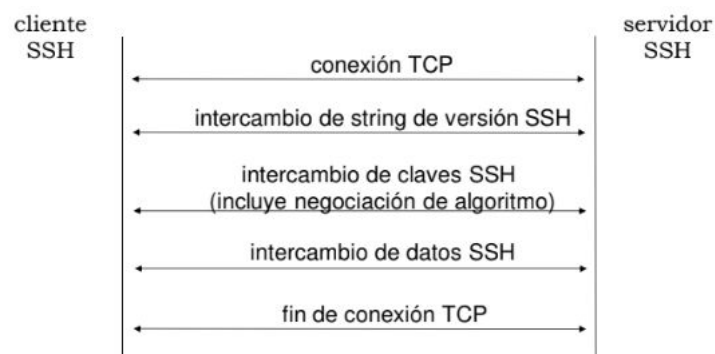 cliente
SSH
servidor
SSH
conexión TCP
intercambio de string de versión SSH
intercambio de claves SSH
(incluye negociación de algoritmo)
intercambio de datos SSH
fin de conexión TCP